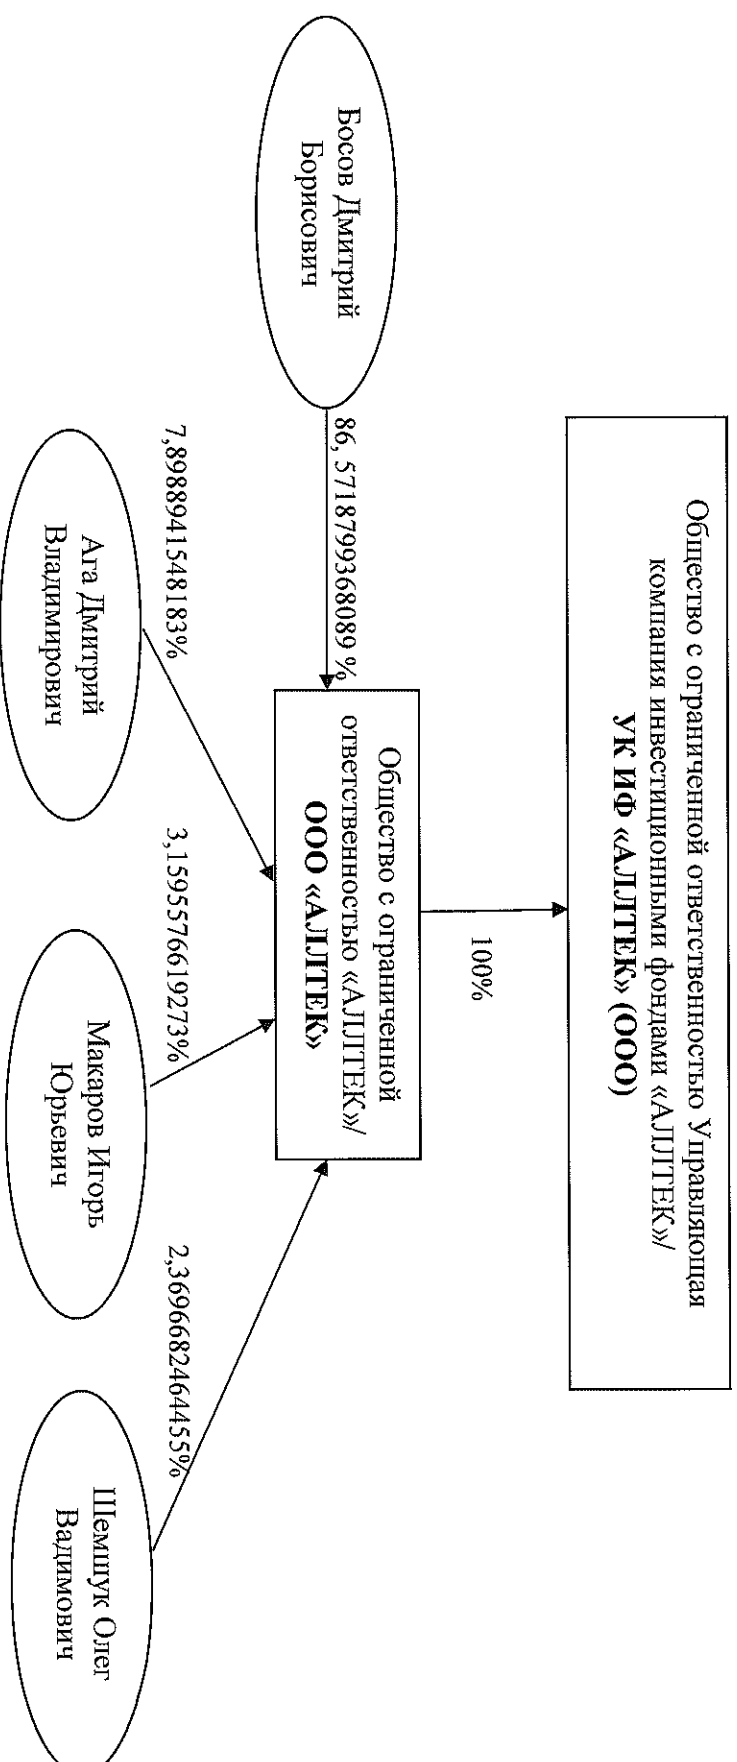 Общество с ограниченной ответственностью Управляющая
компания инвестиционными фондами «АЛЛТЕК»/
УК ИФ «АЛЛТЕК» (ООО)
100%
Общество с ограниченной
ответственностью «АЛЛТЕК»/
ООО «АЛЛТЕК»
Босов Дмитрий
Борисович
86, 5718799368089 %
7,8988941548183%
3,1595576619273%
2,3696682464455%
Ага Дмитрий
Владимирович
Макаров Игорь
Юрьевич
Шемшук Олег
Вадимович